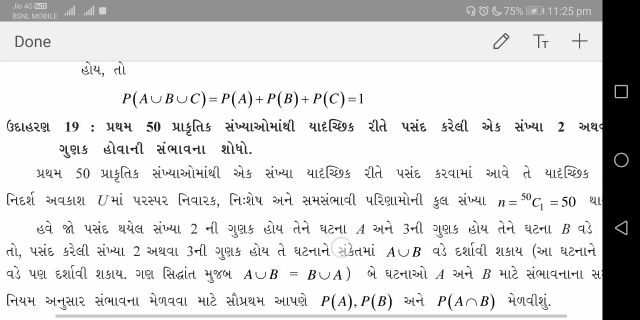 Jio 4G
BSNL MOBILE
75% 11:25 pm
Done
હોય, તો
P(A∪B∪C) = P(A) + P(B) + P(C) = 1
ઉદાહરણ 19 : પ્રથમ 50 પ્રાકૃતિક સંખ્યાઓમાંથી યાદૃચ્છિક રીતે પસંદ કરેલી એક સંખ્યા 2
ગુણક હોવાની સંભાવના શોધો.
પ્રથમ 50 પ્રાકૃતિક સંખ્યાઓમાંથી એક સંખ્યા યાદૃચ્છિક રીતે પસંદ કરવામાં આવે તે યાદૃચ્છિક
નિદર્શ અવકાશ U માં પરસ્પર નિવારક, નિઃશેષ અને સમસંભાવી પરિણામોની કુલ સંખ્યા n = ⁵⁰C₁ = 50
હવે જો પસંદ થયેલ સંખ્યા 2 ની ગુણક હોય તેને ઘટના A અને 3ની ગુણક હોય તેને ઘટના B વડે
તો, પસંદ કરેલી સંખ્યા 2 અથવા 3ની ગુણક હોય તે ઘટનાને સંકેતમાં A∪B વડે દર્શાવી શકાય (આ ઘટનાને
વડે પણ દર્શાવી શકાય. ગણ સિદ્ધાંત મુજબ A∪B = B∪A) બે ઘટનાઓ A અને B માટે સંભાવનાના
નિયમ અનુસાર સંભાવના મેળવવા માટે સૌપ્રથમ આપણે P(A), P(B) અને P(A∩B) મેળવીશું.